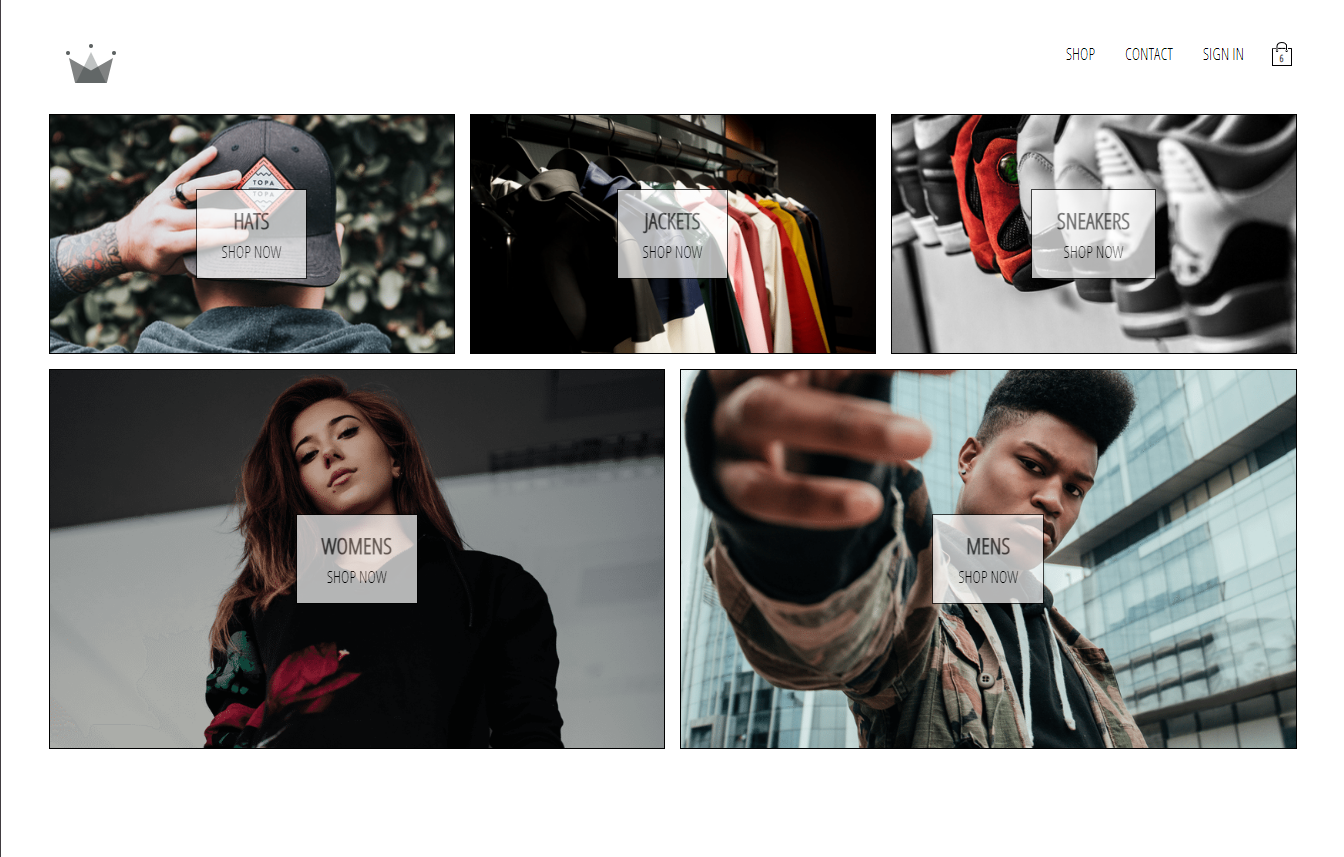 SHOP
CONTACT
SIGN IN
6
TOPA
TOPA
HATS
SHOP NOW
JACKETS
SHOP NOW
SNEAKERS
SHOP NOW
WOMENS
SHOP NOW
MENS
SHOP NOW